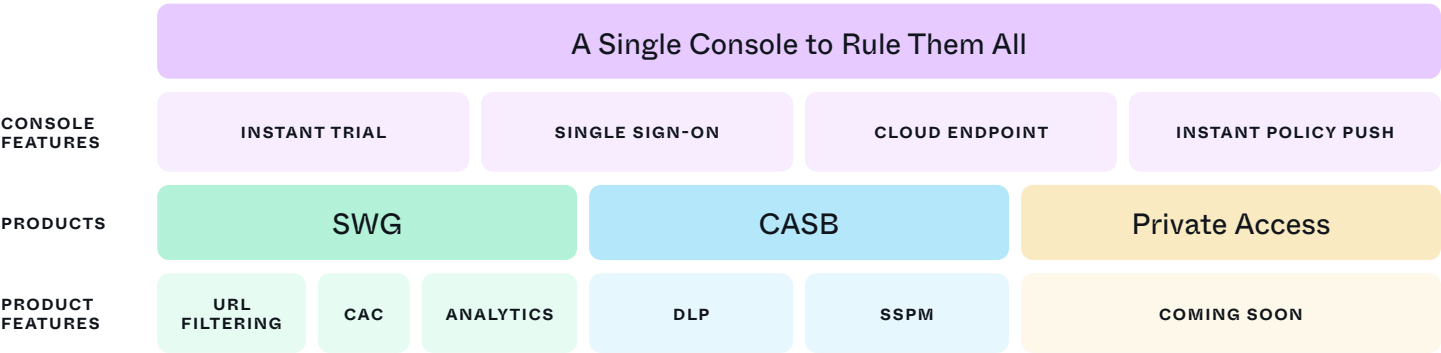 A Single Console to Rule Them All
CONSOLE
FEATURES
INSTANT TRIAL
SINGLE SIGN-ON
CLOUD ENDPOINT
INSTANT POLICY PUSH
PRODUCTS
SWG
CASB
Private Access
PRODUCT
FEATURES
URL
FILTERING
CAC
ANALYTICS
DLP
SSPM
COMING SOON